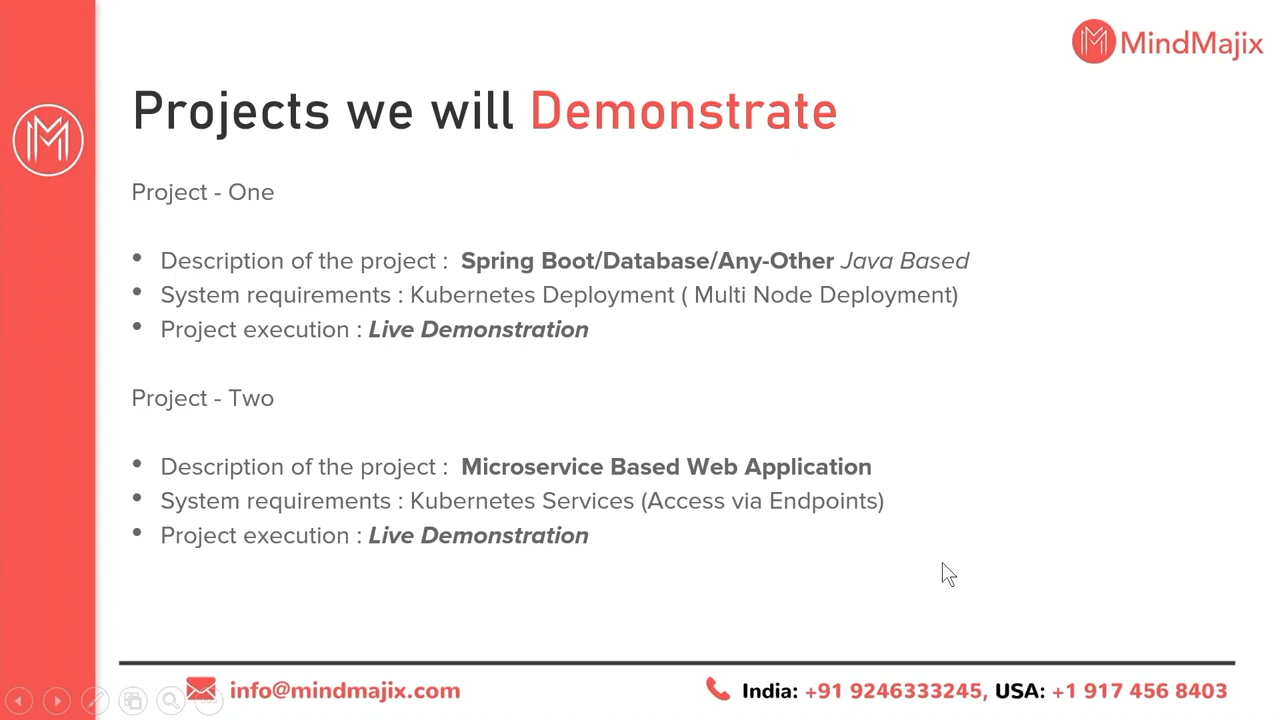 MindMajix
Projects we will Demonstrate
Project - One
• Description of the project : Spring Boot/Database/Any-Other Java Based
• System requirements : Kubernetes Deployment ( Multi Node Deployment)
• Project execution : Live Demonstration
Project - Two
• Description of the project : Microservice Based Web Application
• System requirements : Kubernetes Services (Access via Endpoints)
• Project execution : Live Demonstration
info@mindmajix.com
India: +91 9246333245, USA: +1 917 456 8403